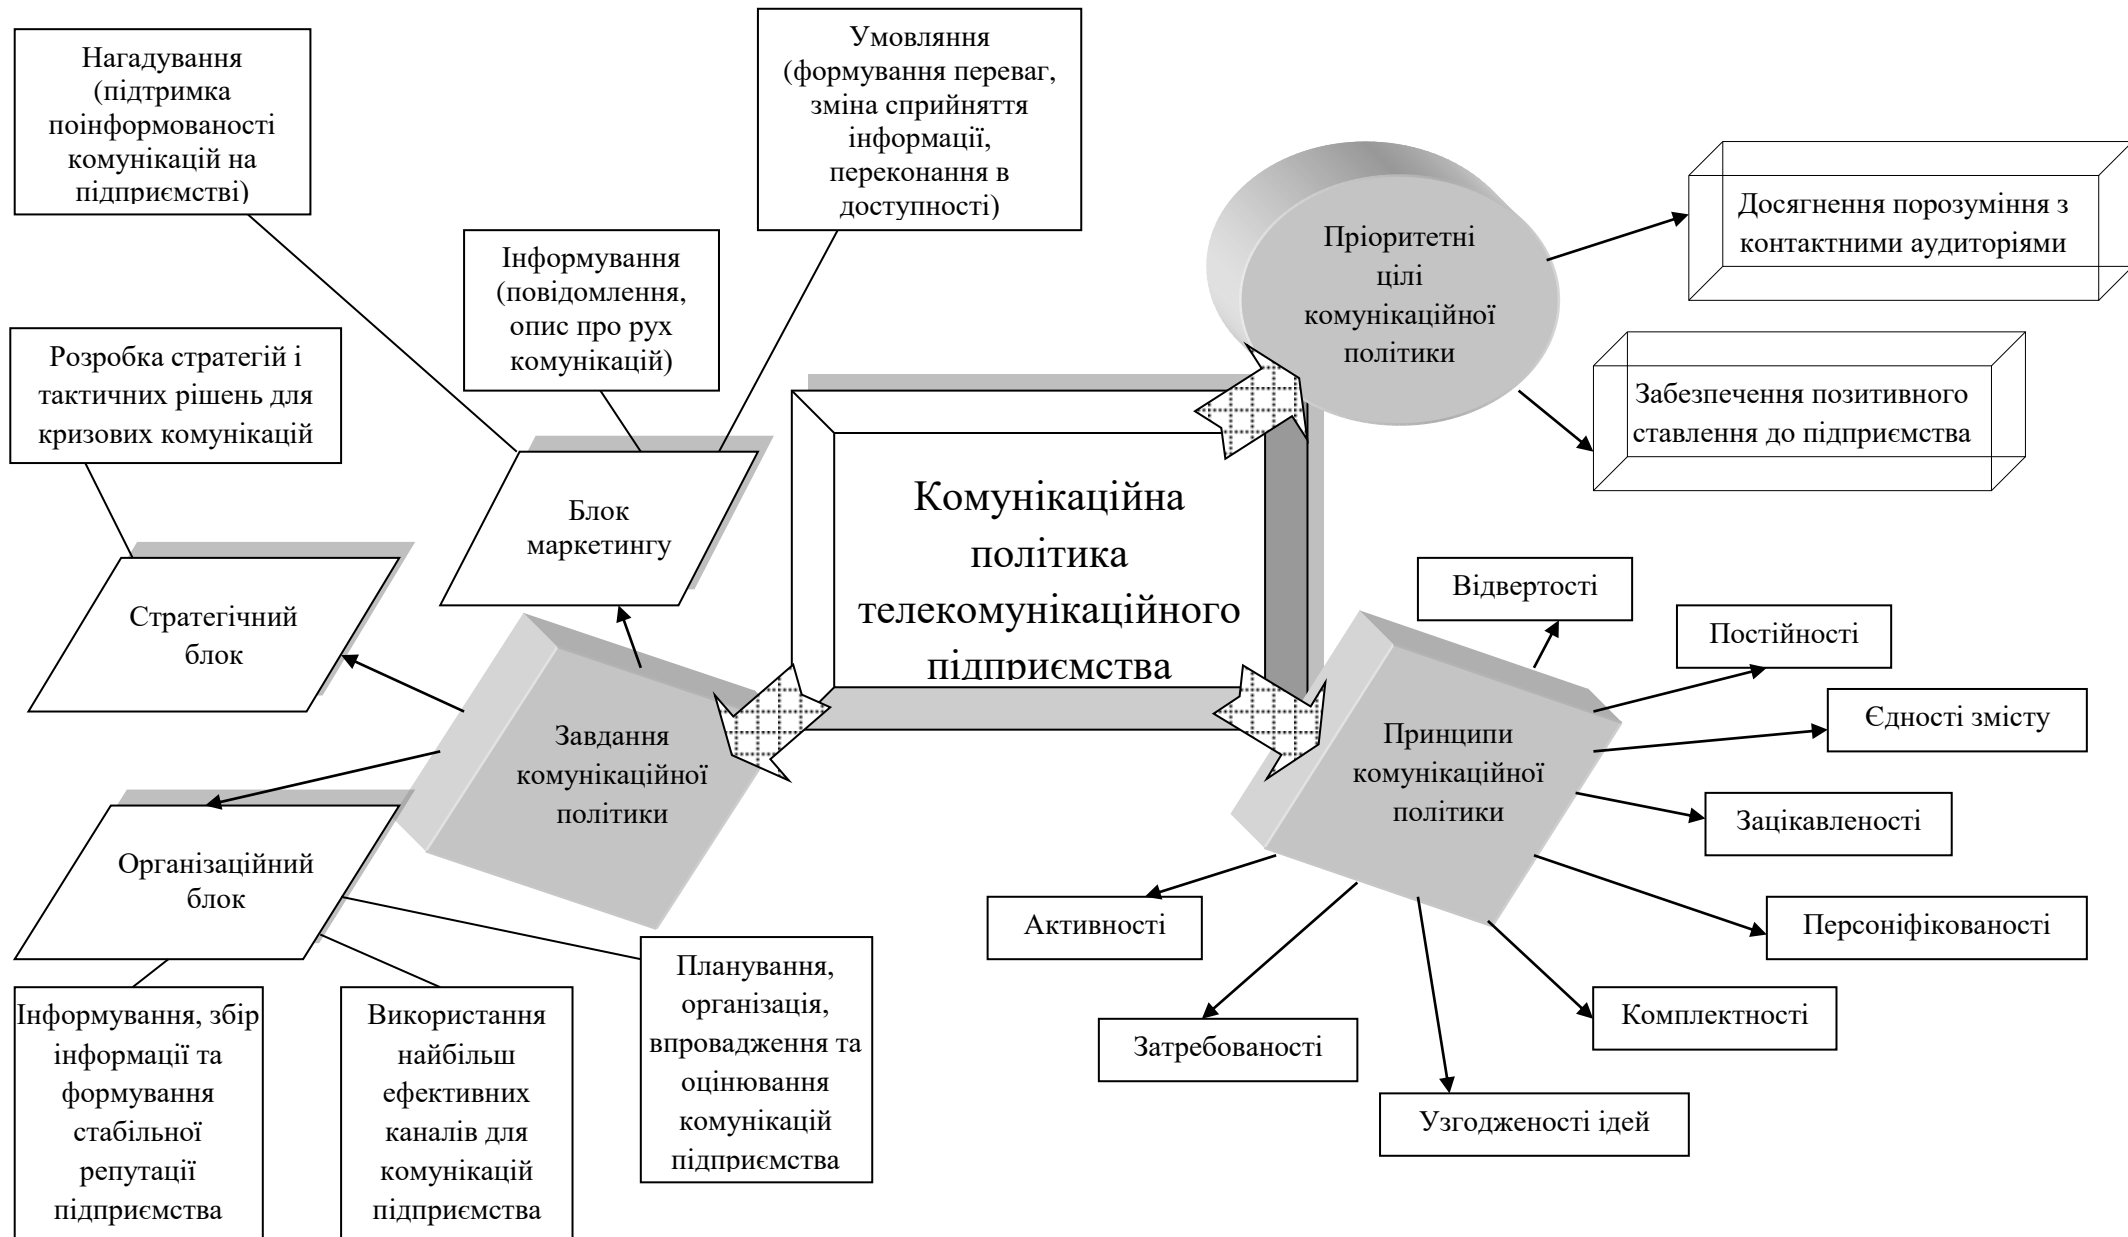 Нагадування
(підтримка
поінформованості
комунікацій на
підприємстві)
Умовляння
(формування переваг,
зміна сприйняття
інформації,
переконання в
доступності)
Інформування
(повідомлення,
опис про рух
комунікацій)
Розробка стратегій і
тактичних рішень для
кризових комунікацій
Блок
маркетингу
Стратегічний
блок
Комунікаційна
політика
телекомунікаційного
підприємства
Пріоритетні
цілі
комунікаційної
політики
Досягнення порозуміння з
контактними аудиторіями
Забезпечення позитивного
ставлення до підприємства
Завдання
комунікаційної
політики
Організаційний
блок
Інформування, збір
інформації та
формування
стабільної
репутації
підприємства
Використання
найбільш
ефективних
каналів для
комунікацій
підприємства
Планування,
організація,
впровадження та
оцінювання
комунікацій
підприємства
Принципи
комунікаційної
політики
Відвертості
Постійності
Єдності змісту
Зацікавленості
Персоніфікованості
Комплектності
Узгодженості ідей
Затребованості
Активності